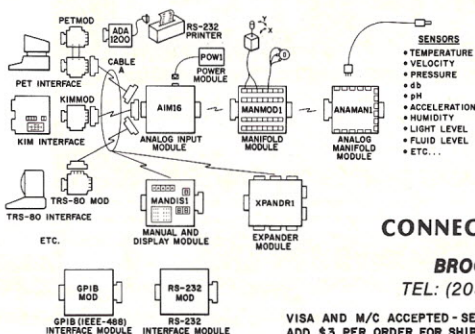 PETMOD
ADA
1200
RS-232
PRINTER
CABLE
A
POW1
POWER
MODULE
PET INTERFACE
KIMMOD
KIM INTERFACE
AIM16
ANALOG INPUT
MODULE
X
Y
MANMOD1
MANIFOLD
MODULE
ANAMAN1
ANALOG
MANIFOLD
MODULE
SENSORS
• TEMPERATURE
• VELOCITY
• PRESSURE
• db
• pH
• ACCELERATION
• HUMIDITY
• LIGHT LEVEL
• FLUID LEVEL
• ETC...
TRS-80 MOD
TRS-80 INTERFACE
ETC.
MANDIS1
MANUAL AND
DISPLAY MODULE
XPANDR1
EXPANDER
MODULE
GPIB
MOD
GPIB (IEEE-488)
INTERFACE MODULE
RS-232
MOD
RS-232
INTERFACE MODULE
CONNEC
BROO
TEL: (20
VISA AND M/C ACCEPTED - SE
ADD $3 PER ORDER FOR SHIP